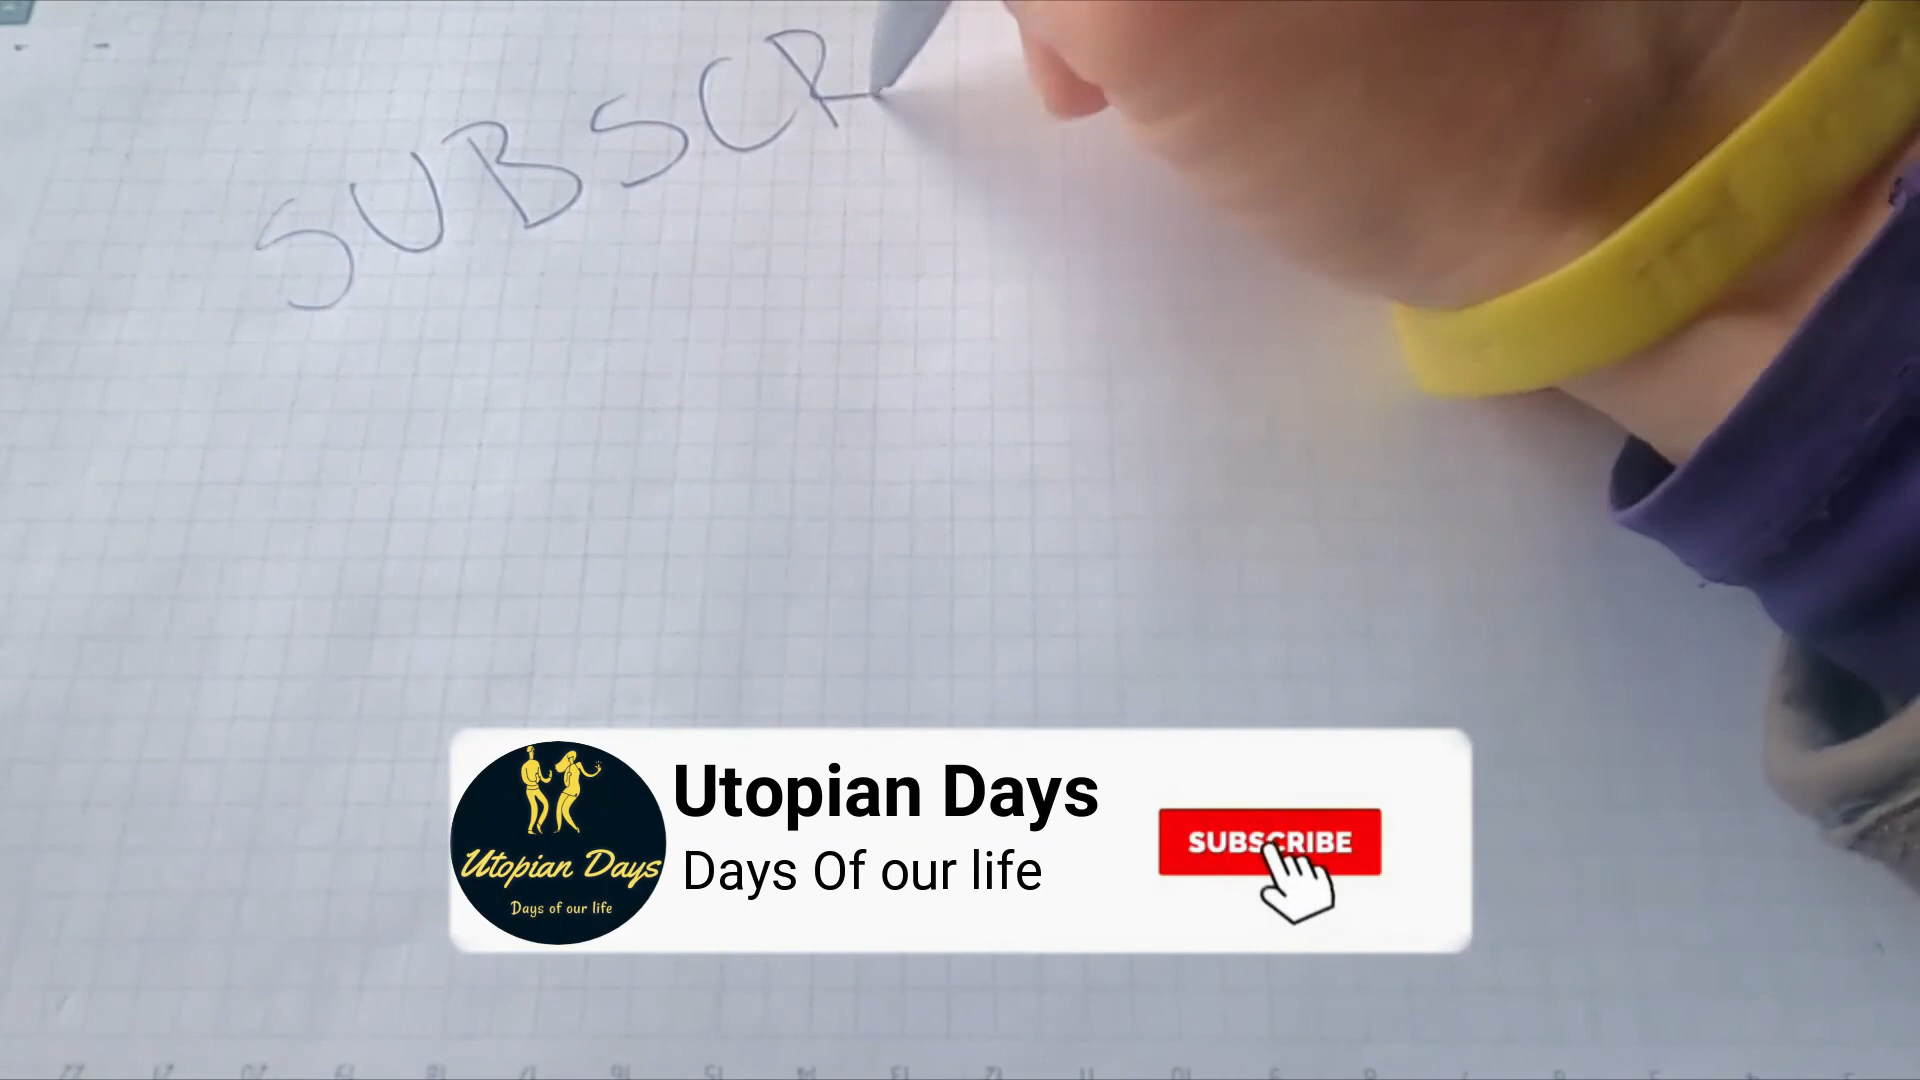 SUBSCR
Utopian Days
Days Of our life
SUBSCRIBE
Utopian Days
Days of our life